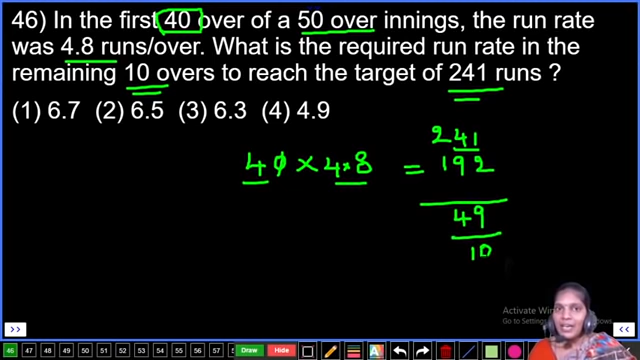 46) In the first 40 over of a 50 over innings, the run rate
was 4.8 runs/over. What is the required run rate in the
remaining 10 overs to reach the target of 241 runs ?
(1) 6.7 (2) 6.5 (3) 6.3 (4) 4.9
241
40 × 4.8 = 192
49
10
Activate Windows
Go to Settings to activate Windows.
<< 46 47 48 49 50 51 52 53 54 55 Draw Hide A >>